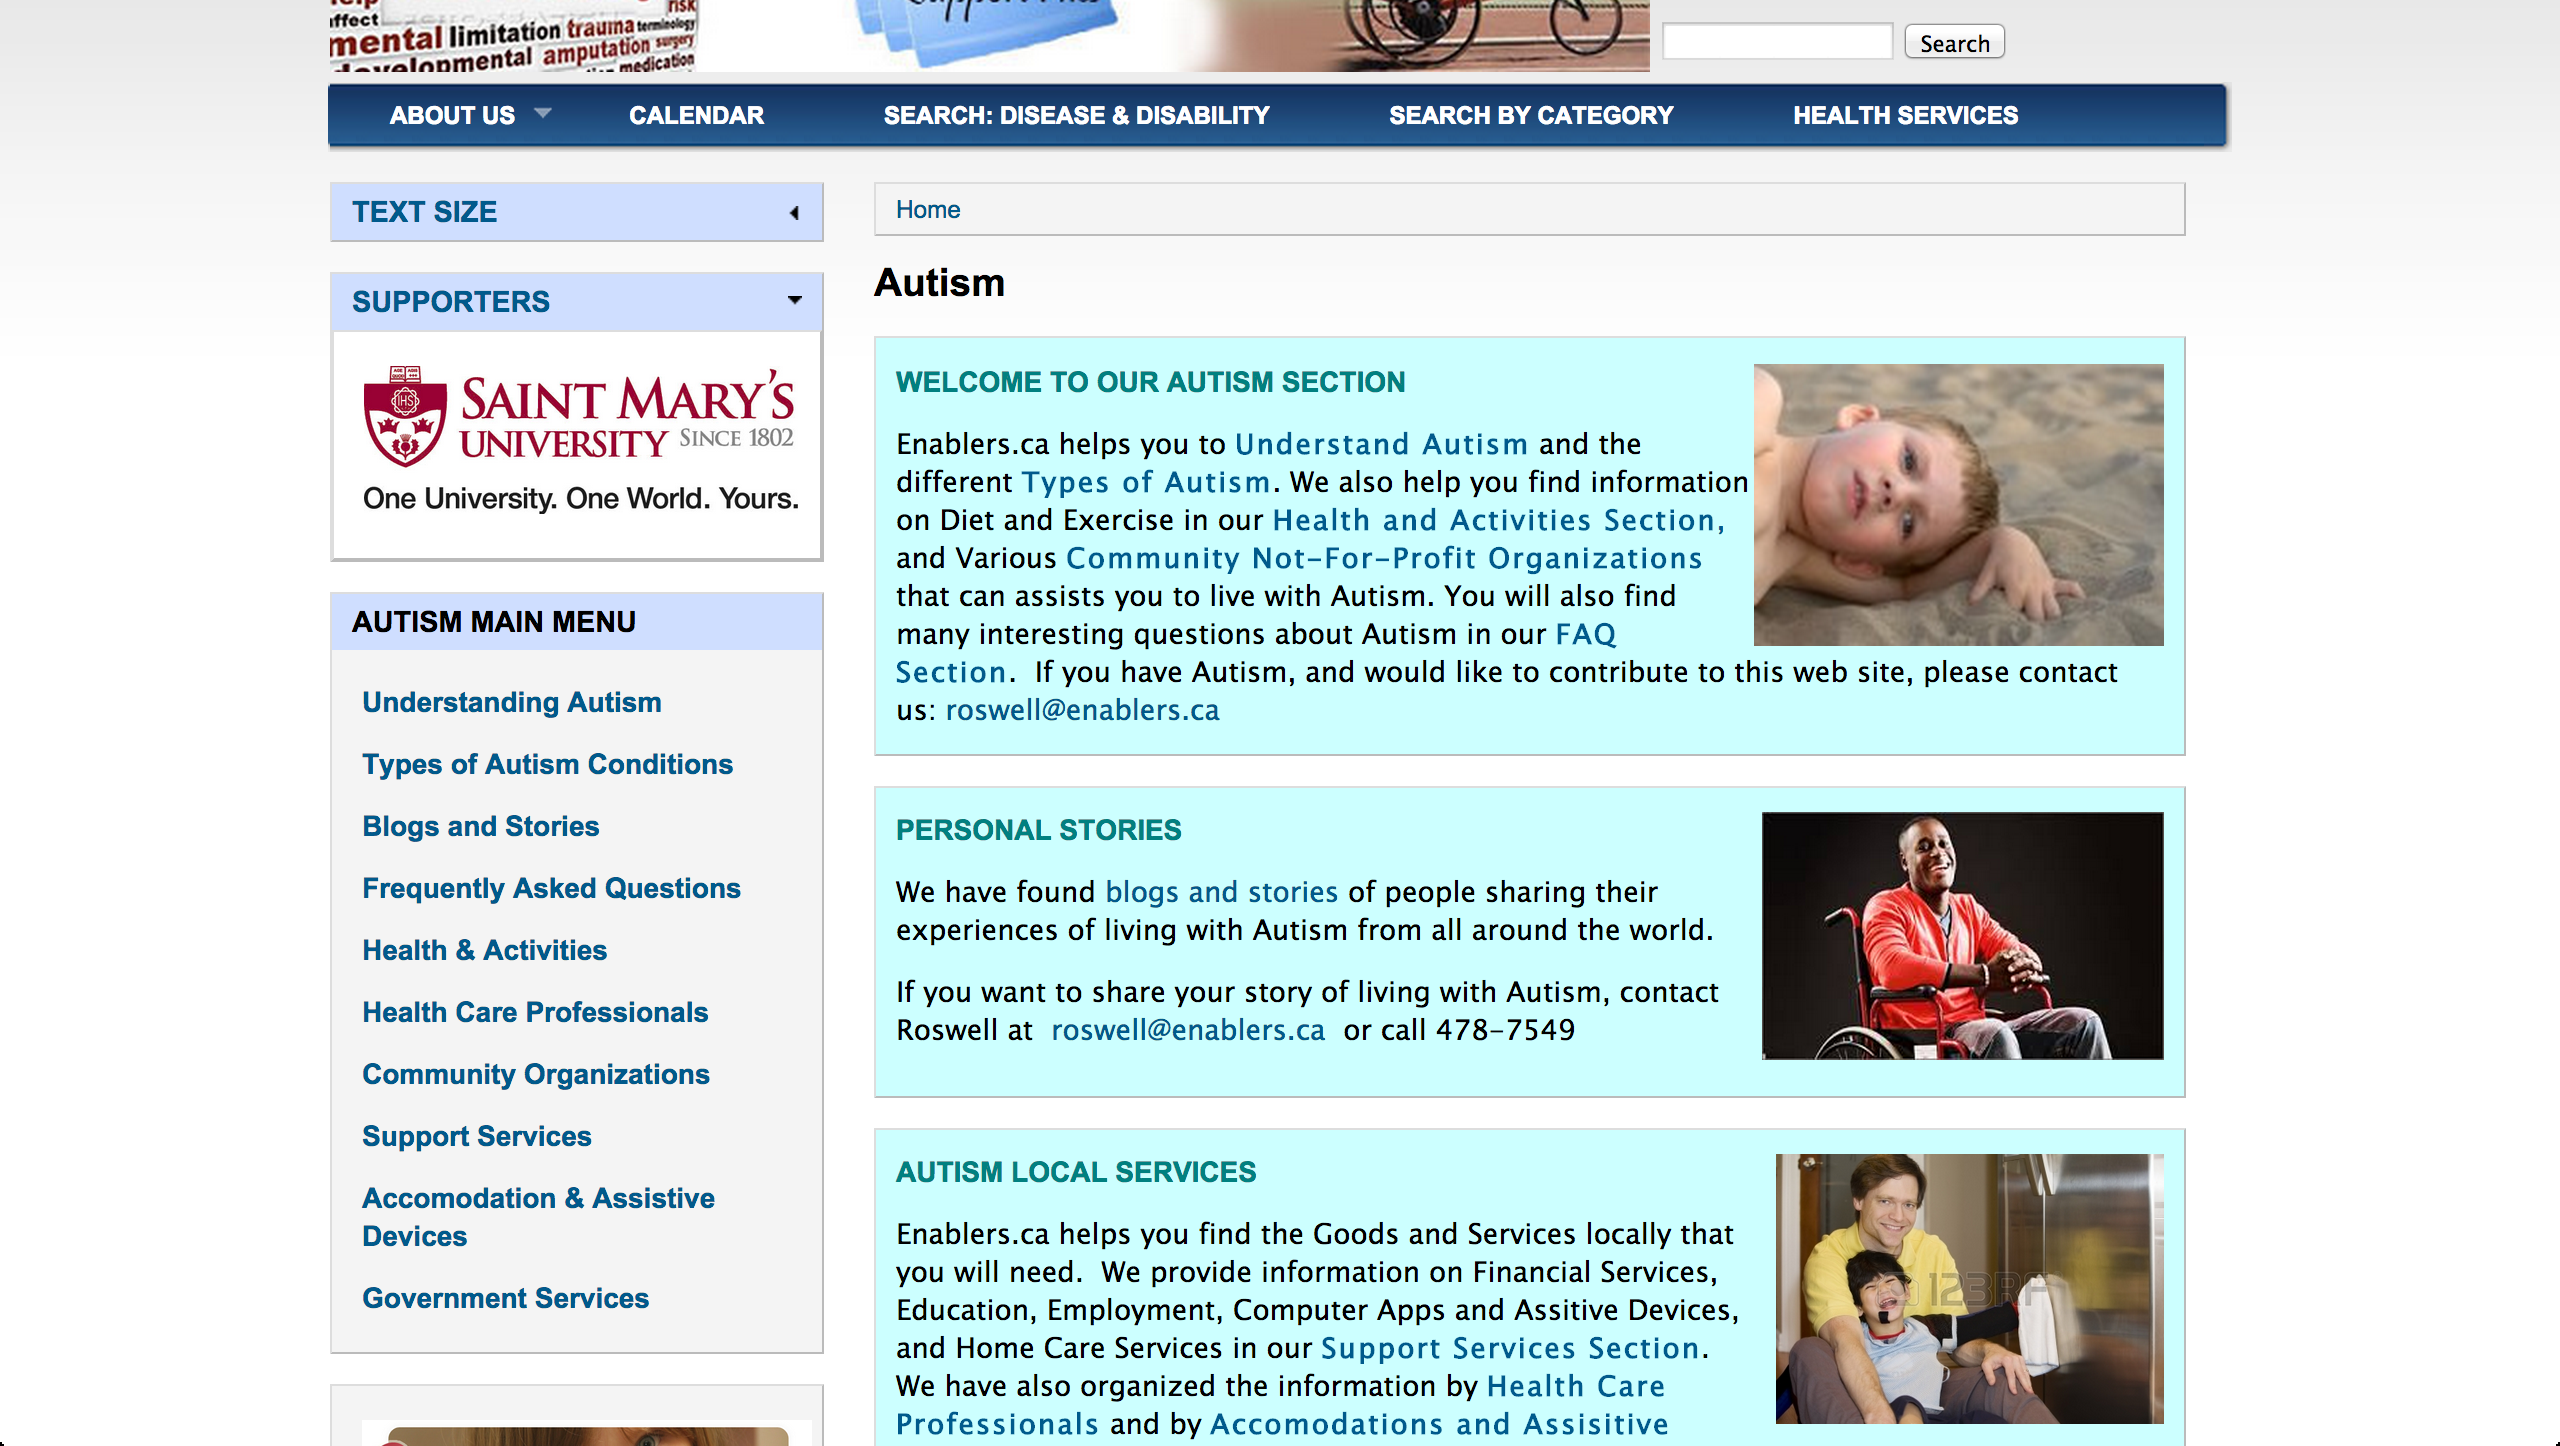 risk
affect
mental limitation trauma terminology
developmental amputation surgery
medication
Search
ABOUT US CALENDAR SEARCH: DISEASE & DISABILITY SEARCH BY CATEGORY HEALTH SERVICES
TEXT SIZE
SUPPORTERS
IHS
SAINT MARY'S
UNIVERSITY SINCE 1802
One University. One World. Yours.
AUTISM MAIN MENU
Understanding Autism
Types of Autism Conditions
Blogs and Stories
Frequently Asked Questions
Health & Activities
Health Care Professionals
Community Organizations
Support Services
Accomodation & Assistive
Devices
Government Services
Home
Autism
WELCOME TO OUR AUTISM SECTION
Enablers.ca helps you to Understand Autism and the
different Types of Autism. We also help you find information
on Diet and Exercise in our Health and Activities Section,
and Various Community Not-For-Profit Organizations
that can assists you to live with Autism. You will also find
many interesting questions about Autism in our FAQ
Section. If you have Autism, and would like to contribute to this web site, please contact
us: roswell@enablers.ca
PERSONAL STORIES
We have found blogs and stories of people sharing their
experiences of living with Autism from all around the world.
If you want to share your story of living with Autism, contact
Roswell at roswell@enablers.ca or call 478-7549
AUTISM LOCAL SERVICES
Enablers.ca helps you find the Goods and Services locally that
you will need. We provide information on Financial Services,
Education, Employment, Computer Apps and Assitive Devices,
and Home Care Services in our Support Services Section.
We have also organized the information by Health Care
Professionals and by Accomodations and Assisitive
123RF